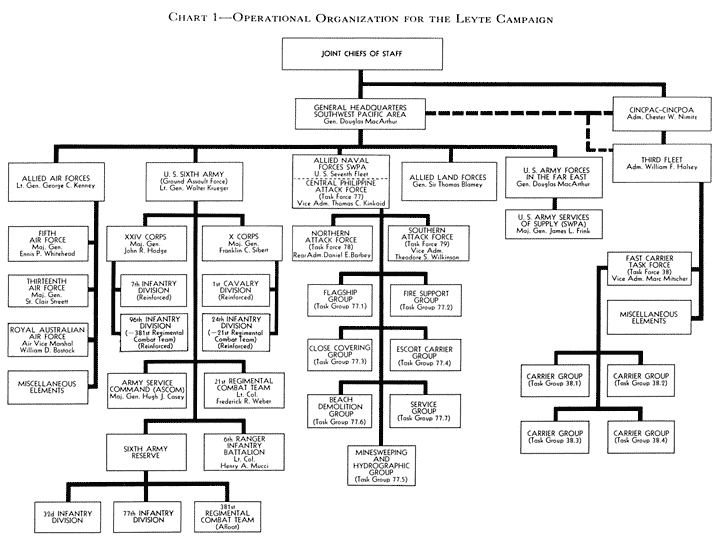 CHART 1—OPERATIONAL ORGANIZATION FOR THE LEYTE CAMPAIGN
JOINT CHIEFS OF STAFF
GENERAL HEADQUARTERS
SOUTHWEST PACIFIC AREA
Gen. Douglas MacArthur
CINCPAC-CINCPOA
Adm. Chester W. Nimitz
ALLIED AIR FORCES
Lt. Gen. George C. Kenney
U. S. SIXTH ARMY
(Ground Assault Force)
Lt. Gen. Walter Krueger
ALLIED NAVAL
FORCES SWPA
U. S. Seventh Fleet
CENTRAL PHILIPPINE
ATTACK FORCE
(Task Force 77)
Vice Adm. Thomas C. Kinkaid
ALLIED LAND FORCES
Gen. Sir Thomas Blamey
U. S. ARMY FORCES
IN THE FAR EAST
Gen. Douglas MacArthur
THIRD FLEET
Adm. William F. Halsey
U. S. ARMY SERVICES
OF SUPPLY (SWPA)
Maj. Gen. James L. Frink
FIFTH
AIR FORCE
Maj. Gen.
Ennis P. Whitehead
THIRTEENTH
AIR FORCE
Maj. Gen.
St. Clair Streett
ROYAL AUSTRALIAN
AIR FORCE
Air Vice Marshal
William D. Bostock
MISCELLANEOUS
ELEMENTS
XXIV CORPS
Maj. Gen.
John R. Hodge
X CORPS
Maj. Gen.
Franklin C. Sibert
7th INFANTRY
DIVISION
(Reinforced)
1st CAVALRY
DIVISION
(Reinforced)
96th INFANTRY
DIVISION
(—381st Regimental
Combat Team)
(Reinforced)
24th INFANTRY
DIVISION
(—21st Regimental
Combat Team)
(Reinforced)
ARMY SERVICE
COMMAND (ASCOM)
Maj. Gen. Hugh J. Casey
21st REGIMENTAL
COMBAT TEAM
Lt. Col.
Frederick R. Weber
SIXTH ARMY
RESERVE
6th RANGER
INFANTRY
BATTALION
Lt. Col.
Henry A. Mucci
32d INFANTRY
DIVISION
77th INFANTRY
DIVISION
381st
REGIMENTAL
COMBAT TEAM
(Afloat)
NORTHERN
ATTACK FORCE
(Task Force 78)
Rear Adm. Daniel E. Barbey
SOUTHERN
ATTACK FORCE
(Task Force 79)
Vice Adm.
Theodore S. Wilkinson
FLAGSHIP
GROUP
(Task Group 77.1)
FIRE SUPPORT
GROUP
(Task Group 77.2)
CLOSE COVERING
GROUP
(Task Group 77.3)
ESCORT CARRIER
GROUP
(Task Group 77.4)
BEACH
DEMOLITION
GROUP
(Task Group 77.6)
SERVICE
GROUP
(Task Group 77.7)
MINESWEEPING
AND
HYDROGRAPHIC
GROUP
(Task Group 77.5)
FAST CARRIER
TASK FORCE
(Task Force 38)
Vice Adm. Marc Mitscher
MISCELLANEOUS
ELEMENTS
CARRIER GROUP
(Task Group 38.1)
CARRIER GROUP
(Task Group 38.2)
CARRIER GROUP
(Task Group 38.3)
CARRIER GROUP
(Task Group 38.4)